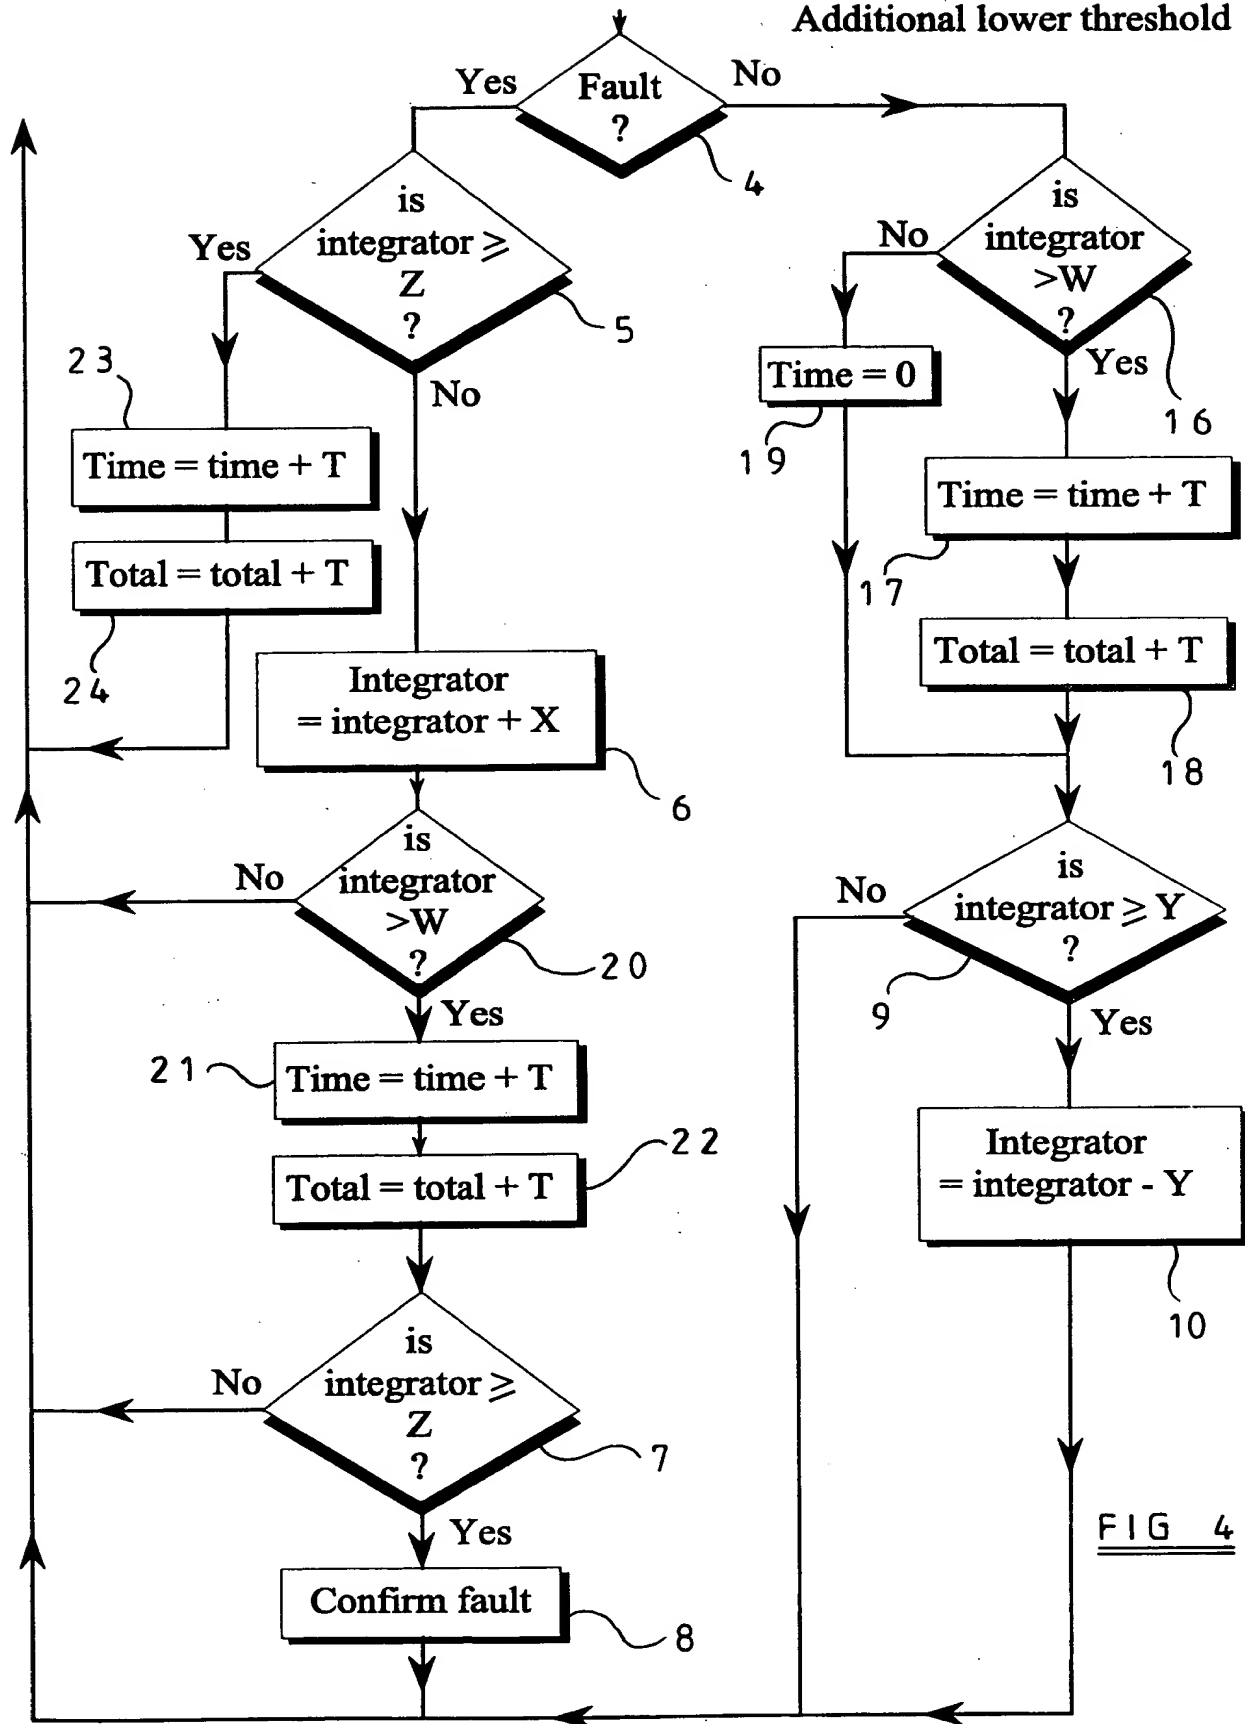 Additional lower threshold
Yes
Fault
?
No
4
is
integrator ≥
Z
?
Yes
5
No
is
integrator
>W
?
No
Yes
16
23
Time = time + T
Total = total + T
24
Time = 0
19
Time = time + T
17
Total = total + T
18
Integrator
= integrator + X
6
is
integrator
>W
?
No
20
Yes
21
Time = time + T
22
Total = total + T
is
integrator ≥ Y
?
No
9
Yes
Integrator
= integrator - Y
10
is
integrator ≥
Z
?
No
7
Yes
Confirm fault
8
FIG 4